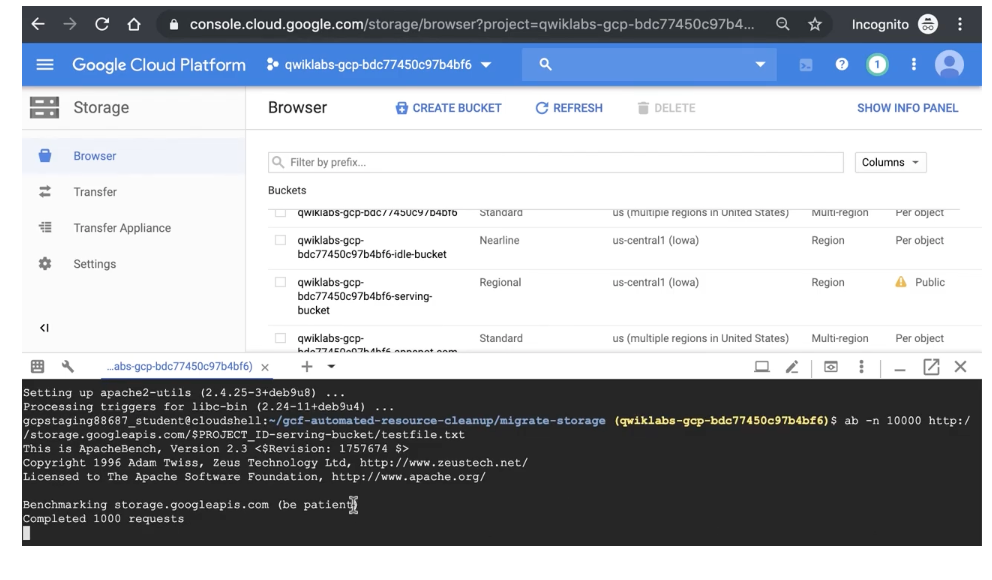 console.cloud.google.com/storage/browser?project=qwiklabs-gcp-bdc77450c97b4... Incognito
Google Cloud Platform qwiklabs-gcp-bdc77450c97b4bf6 1
Storage Browser CREATE BUCKET REFRESH DELETE SHOW INFO PANEL
Browser
Transfer
Transfer Appliance
Settings
Filter by prefix... Columns
Buckets
qwiklabs-gcp-bdc77450c97b4bf6 Standard us (multiple regions in United States) Multi-region Per object
qwiklabs-gcp- Nearline us-central1 (Iowa) Region Per object
bdc77450c97b4bf6-idle-bucket
qwiklabs-gcp- Regional us-central1 (Iowa) Region Public
bdc77450c97b4bf6-serving-
bucket
qwiklabs-gcp- Standard us (multiple regions in United States) Multi-region Per object
bdc77450c97b4bf6.appspot.com
...abs-gcp-bdc77450c97b4bf6)
Setting up apache2-utils (2.4.25-3+deb9u8) ...
Processing triggers for libc-bin (2.24-11+deb9u4) ...
gcpstaging88687_student@cloudshell:~/gcf-automated-resource-cleanup/migrate-storage (qwiklabs-gcp-bdc77450c97b4bf6)$ ab -n 10000 http:/
/storage.googleapis.com/$PROJECT_ID-serving-bucket/testfile.txt
This is ApacheBench, Version 2.3 <$Revision: 1757674 $>
Copyright 1996 Adam Twiss, Zeus Technology Ltd, http://www.zeustech.net/
Licensed to The Apache Software Foundation, http://www.apache.org/
Benchmarking storage.googleapis.com (be patient)
Completed 1000 requests